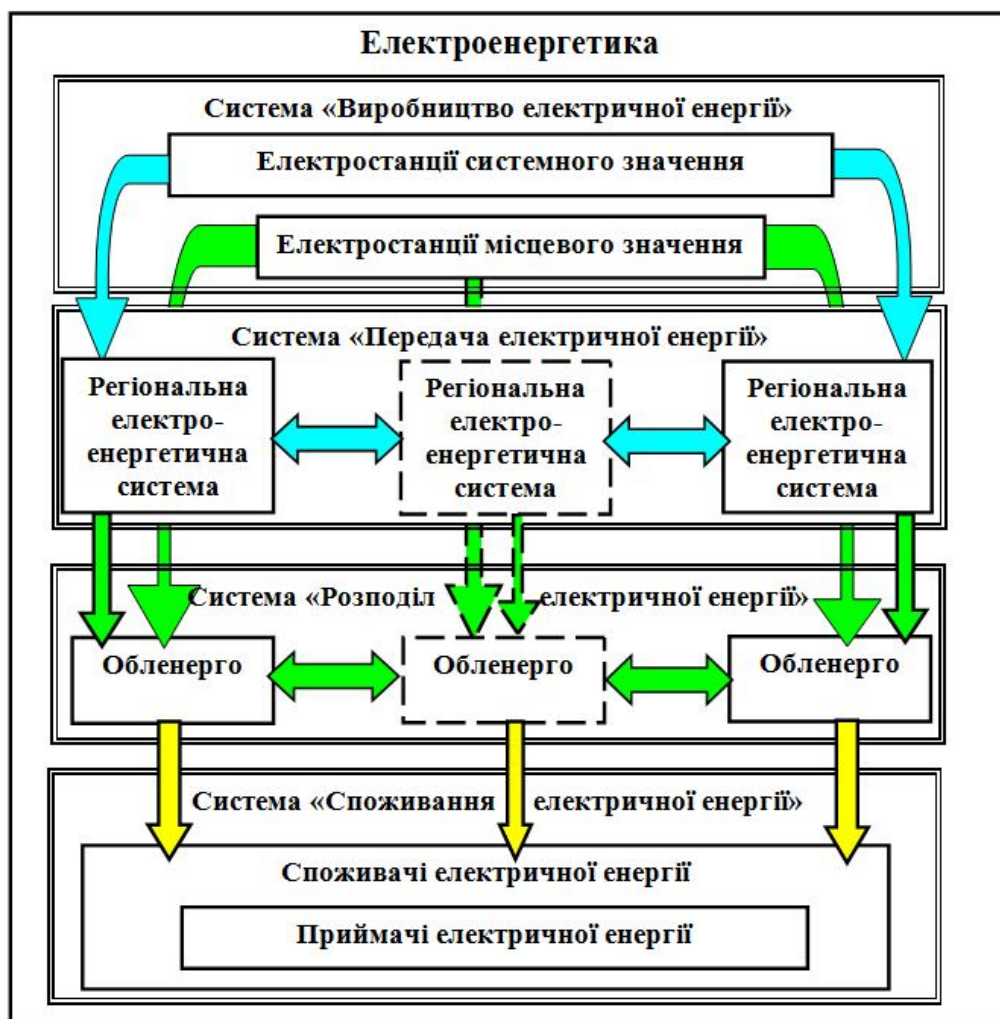 Електроенергетика
Система «Виробництво електричної енергії»
Електростанції системного значення
Електростанції місцевого значення
Система «Передача електричної енергії»
Регіональна
електро-
енергетична
система
Регіональна
електро-
енергетична
система
Регіональна
електро-
енергетична
система
Система «Розподіл електричної енергії»
Обленерго
Обленерго
Обленерго
Система «Споживання електричної енергії»
Споживачі електричної енергії
Приймачі електричної енергії